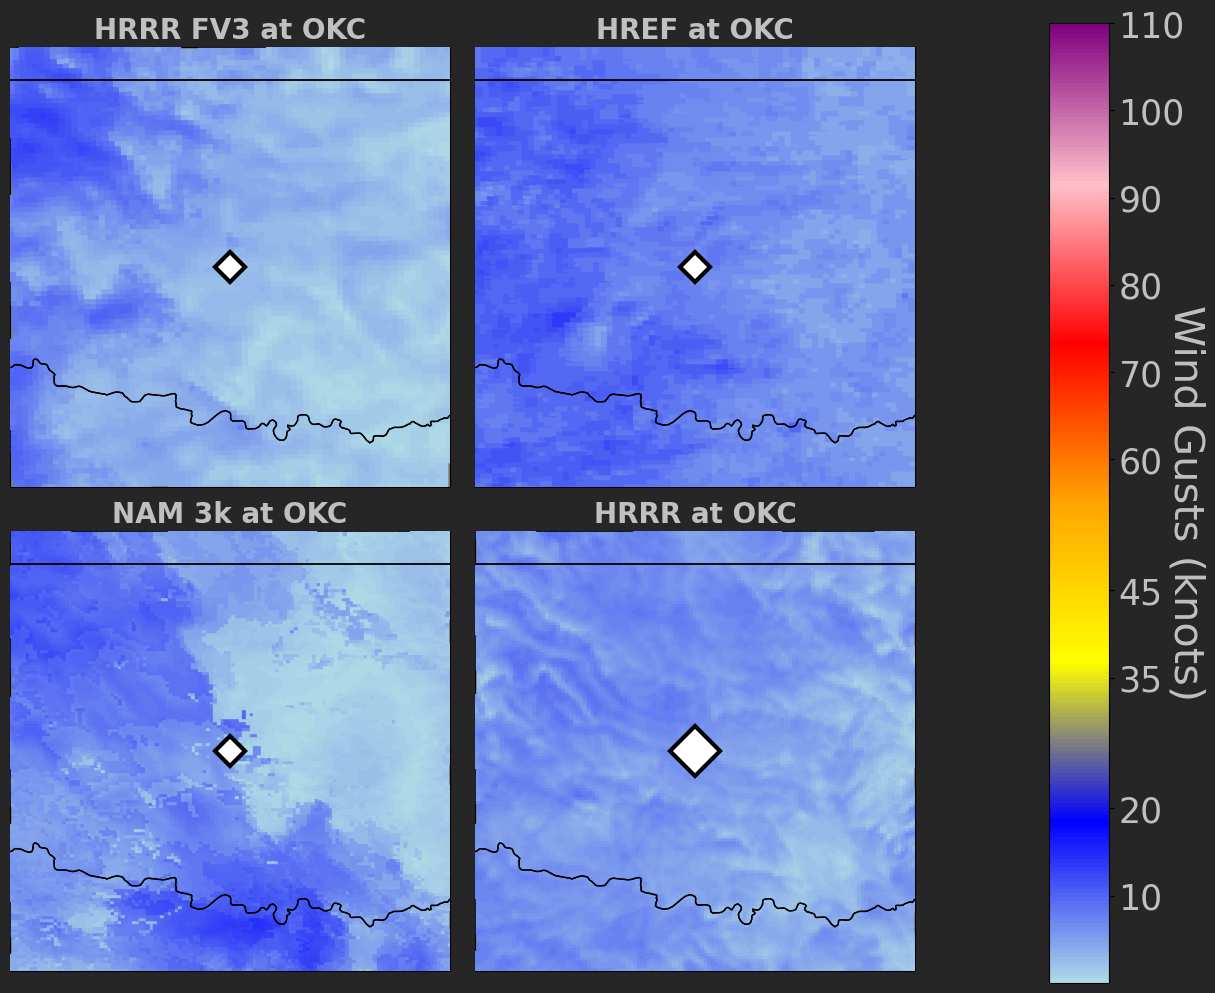 HRRR FV3 at OKC
HREF at OKC
NAM 3k at OKC
HRRR at OKC
110
100
90
80
70
60
45
35
20
10
Wind Gusts (knots)